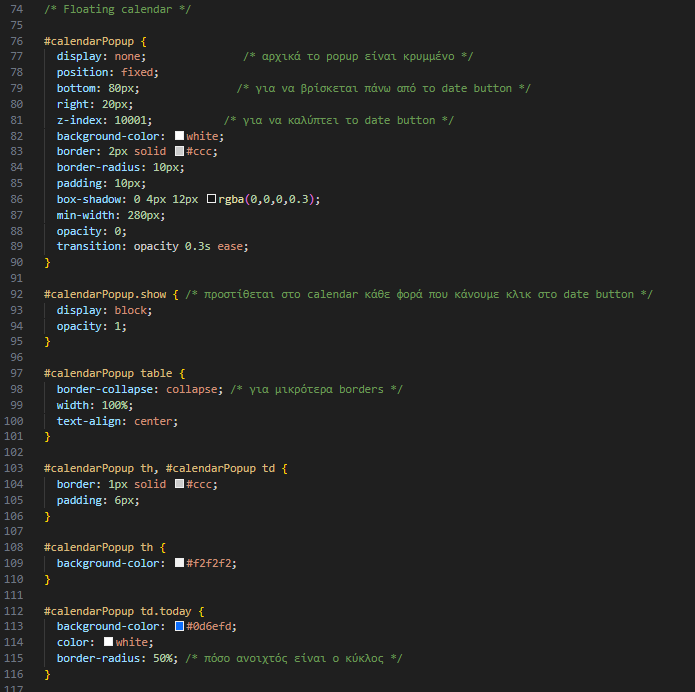 74 /* Floating calendar */
75
76 #calendarPopup {
77 display: none; /* αρχικά το popup είναι κρυμμένο */
78 position: fixed;
79 bottom: 80px; /* για να βρίσκεται πάνω από το date button */
80 right: 20px;
81 z-index: 10001; /* για να καλύπτει το date button */
82 background-color: white;
83 border: 2px solid #ccc;
84 border-radius: 10px;
85 padding: 10px;
86 box-shadow: 0 4px 12px rgba(0,0,0,0.3);
87 min-width: 280px;
88 opacity: 0;
89 transition: opacity 0.3s ease;
90 }
91
92 #calendarPopup.show { /* προστίθεται στο calendar κάθε φορά που κάνουμε κλικ στο date button */
93 display: block;
94 opacity: 1;
95 }
96
97 #calendarPopup table {
98 border-collapse: collapse; /* για μικρότερα borders */
99 width: 100%;
100 text-align: center;
101 }
102
103 #calendarPopup th, #calendarPopup td {
104 border: 1px solid #ccc;
105 padding: 6px;
106 }
107
108 #calendarPopup th {
109 background-color: #f2f2f2;
110 }
111
112 #calendarPopup td.today {
113 background-color: #0d6efd;
114 color: white;
115 border-radius: 50%; /* πόσο ανοιχτός είναι ο κύκλος */
116 }
117